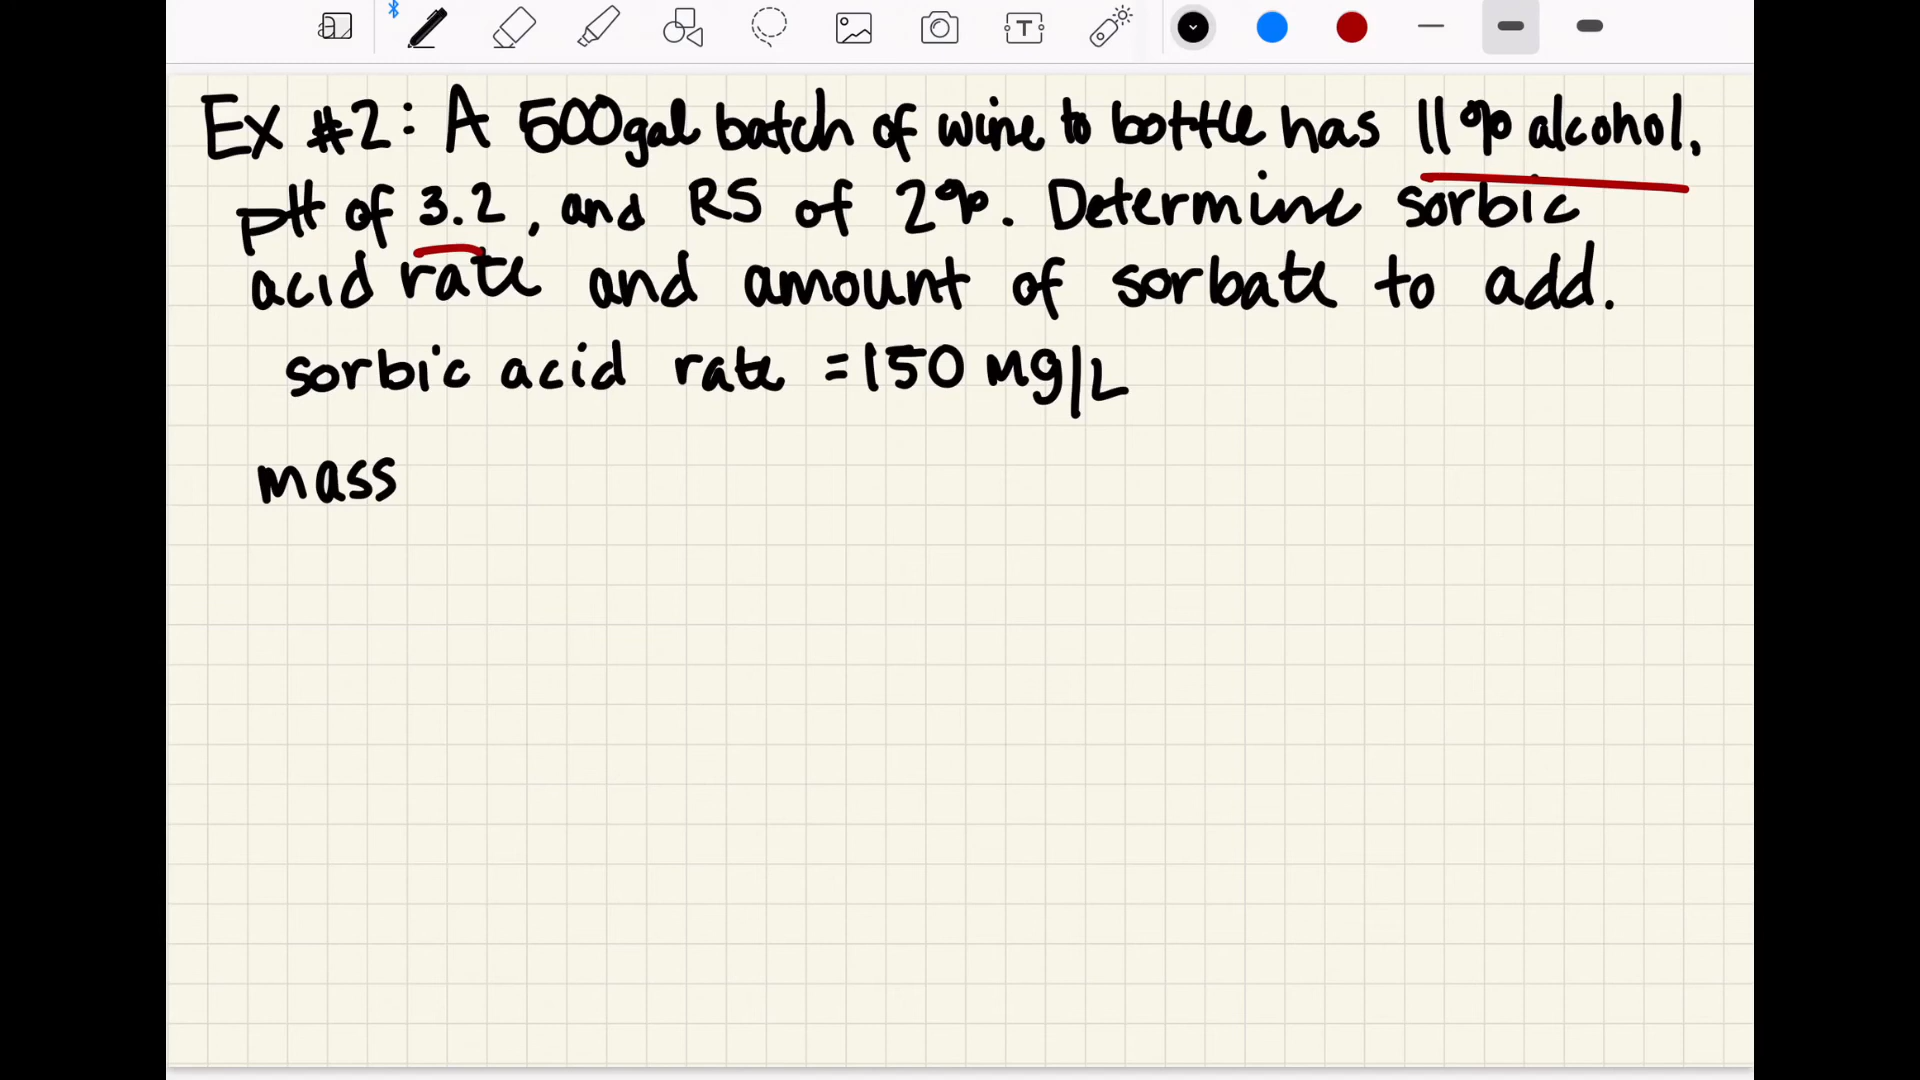 Ex #2: A 500gal batch of wine to bottle has 11% alcohol,
pH of 3.2, and RS of 2%. Determine sorbic
acid rate and amount of sorbate to add.
sorbic acid rate = 150 mg/L
mass